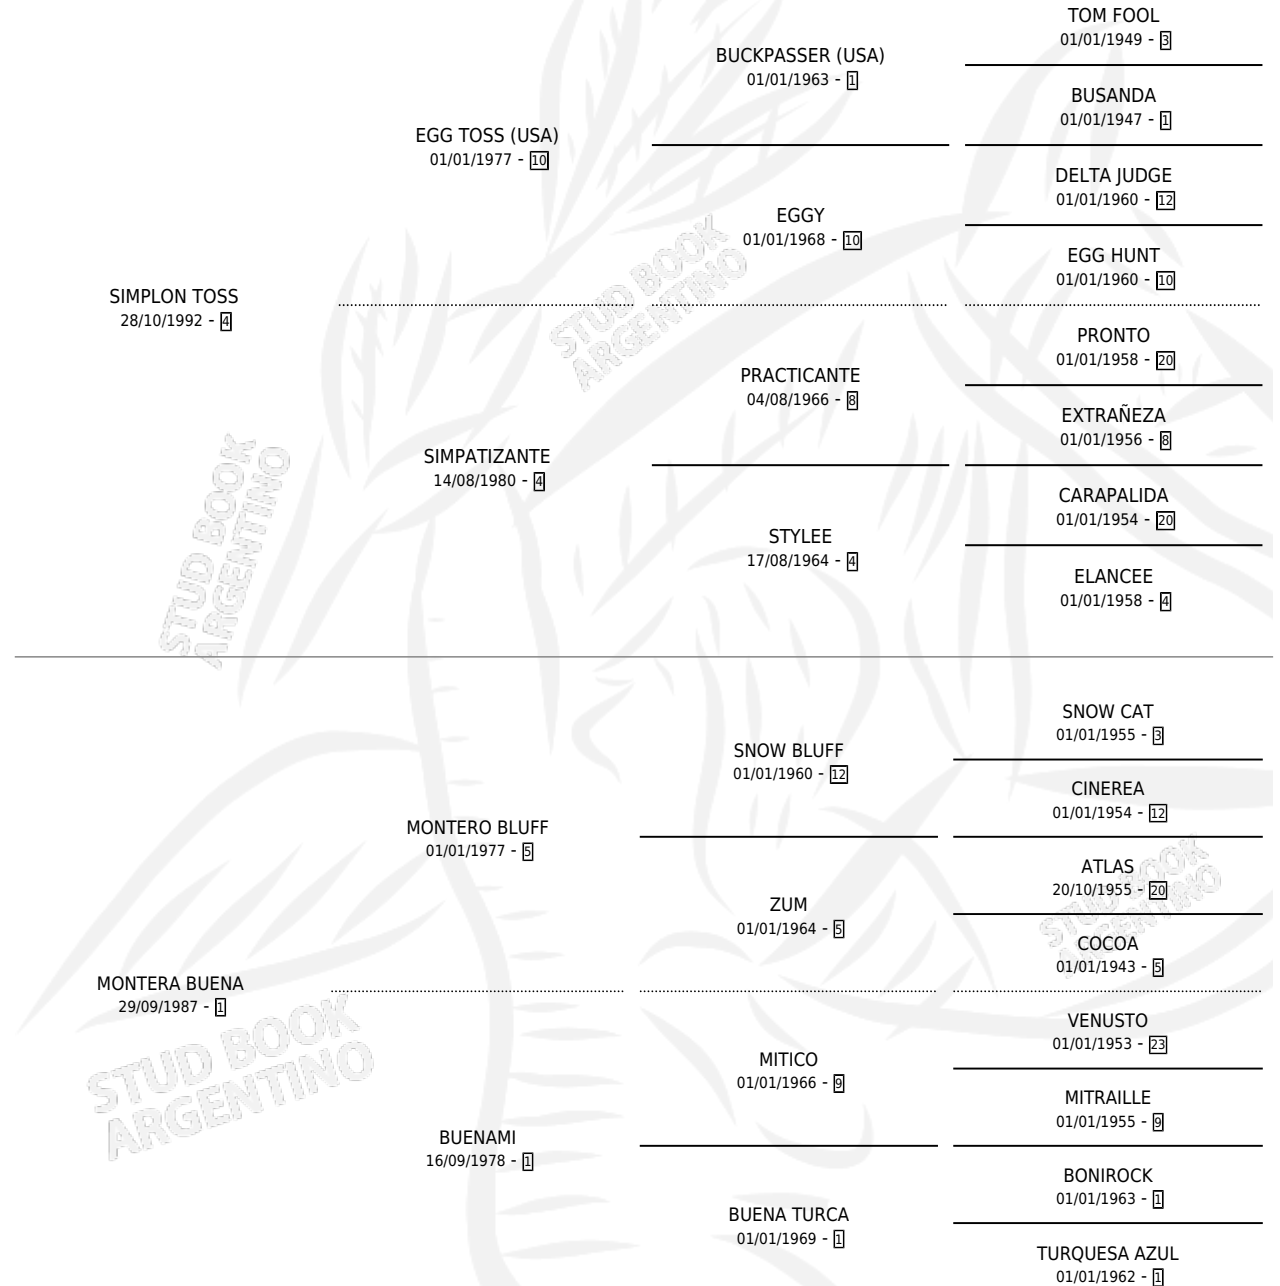 TOM FOOL
01/01/1949 - 3
BUCKPASSER (USA)
01/01/1963 - 1
BUSANDA
01/01/1947 - 1
EGG TOSS (USA)
01/01/1977 - 10
DELTA JUDGE
01/01/1960 - 12
EGGY
01/01/1968 - 10
EGG HUNT
01/01/1960 - 10
SIMPLON TOSS
28/10/1992 - 4
STUD BOOK
ARGENTINO
PRONTO
01/01/1958 - 20
PRACTICANTE
04/08/1966 - 8
EXTRAÑEZA
01/01/1956 - 8
SIMPATIZANTE
14/08/1980 - 4
CARAPALIDA
01/01/1954 - 20
STYLEE
17/08/1964 - 4
ELANCEE
01/01/1958 - 4
STUD BOOK
ARGENTINO
SNOW CAT
01/01/1955 - 3
SNOW BLUFF
01/01/1960 - 12
CINEREA
01/01/1954 - 12
MONTERO BLUFF
01/01/1977 - 5
ATLAS
20/10/1955 - 20
ZUM
01/01/1964 - 5
STUD BOOK
ARGENTINO
COCOA
01/01/1943 - 5
MONTERA BUENA
29/09/1987 - 1
VENUSTO
01/01/1953 - 23
MITICO
01/01/1966 - 9
STUD BOOK
ARGENTINO
MITRAILLE
01/01/1955 - 9
BUENAMI
16/09/1978 - 1
BONIROCK
01/01/1963 - 1
BUENA TURCA
01/01/1969 - 1
TURQUESA AZUL
01/01/1962 - 1